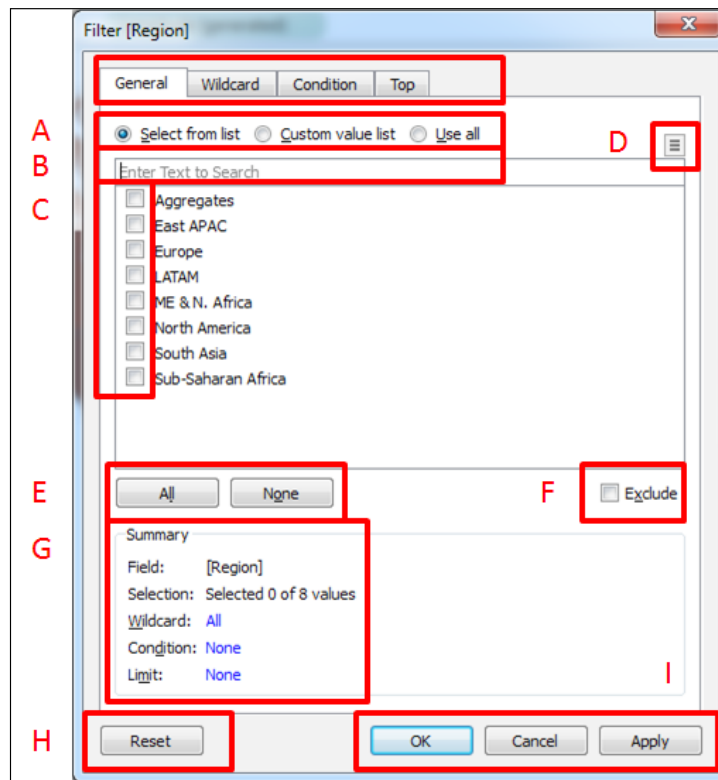 Filter [Region]
General Wildcard Condition Top
A Select from list Custom value list Use all D
B Enter Text to Search
C Aggregates
East APAC
Europe
LATAM
ME & N. Africa
North America
South Asia
Sub-Saharan Africa
E All None F Exclude
G Summary
Field: [Region]
Selection: Selected 0 of 8 values
Wildcard: All
Condition: None
Limit: None
I
H Reset OK Cancel Apply